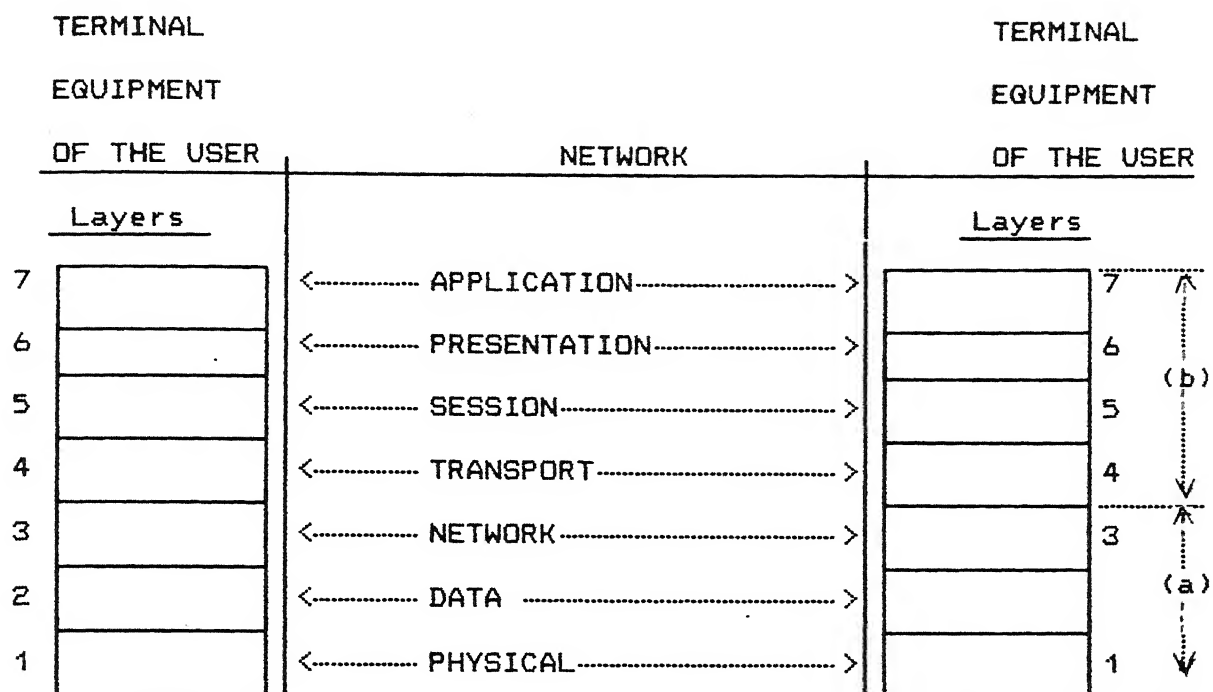 TERMINAL TERMINAL
EQUIPMENT EQUIPMENT
OF THE USER NETWORK OF THE USER
Layers Layers
7 <- APPLICATION -> 7
6 <- PRESENTATION -> 6
(b)
5 <- SESSION -> 5
4 <- TRANSPORT -> 4
3 <- NETWORK -> 3
2 <- DATA -> (a)
1 <- PHYSICAL -> 1